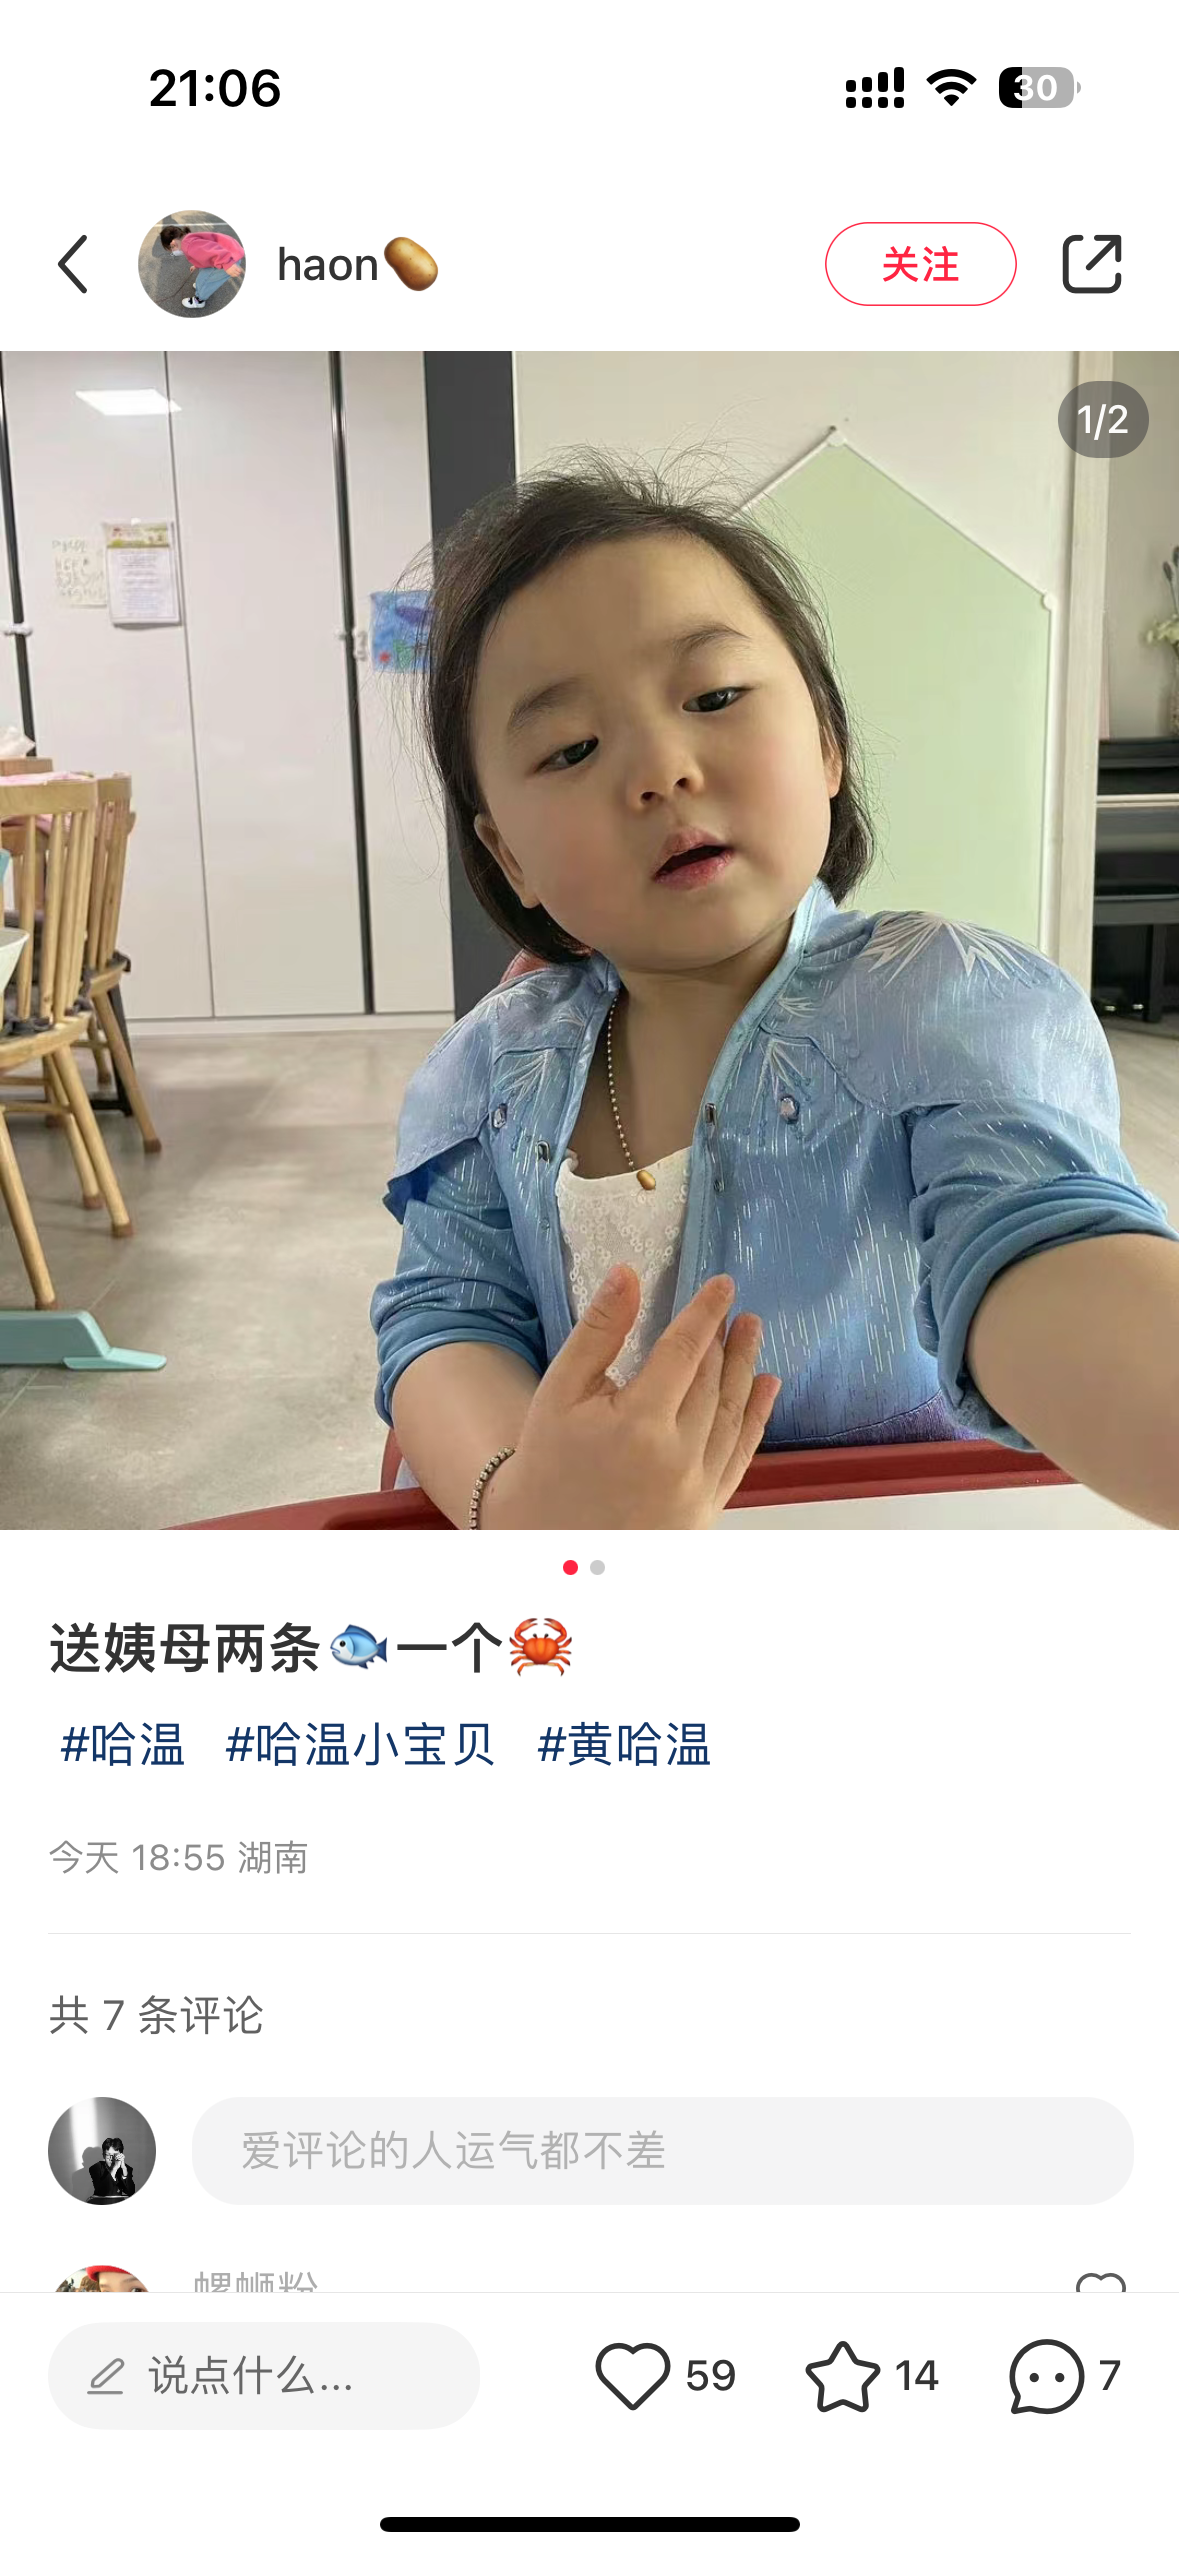 21:06
30
haon🥔
关注
1/2
送姨母两条🐟一个🦀
#哈温 #哈温小宝贝 #黄哈温
今天 18:55 湖南
共 7 条评论
爱评论的人运气都不差
螺蛳粉
说点什么...
59
14
7